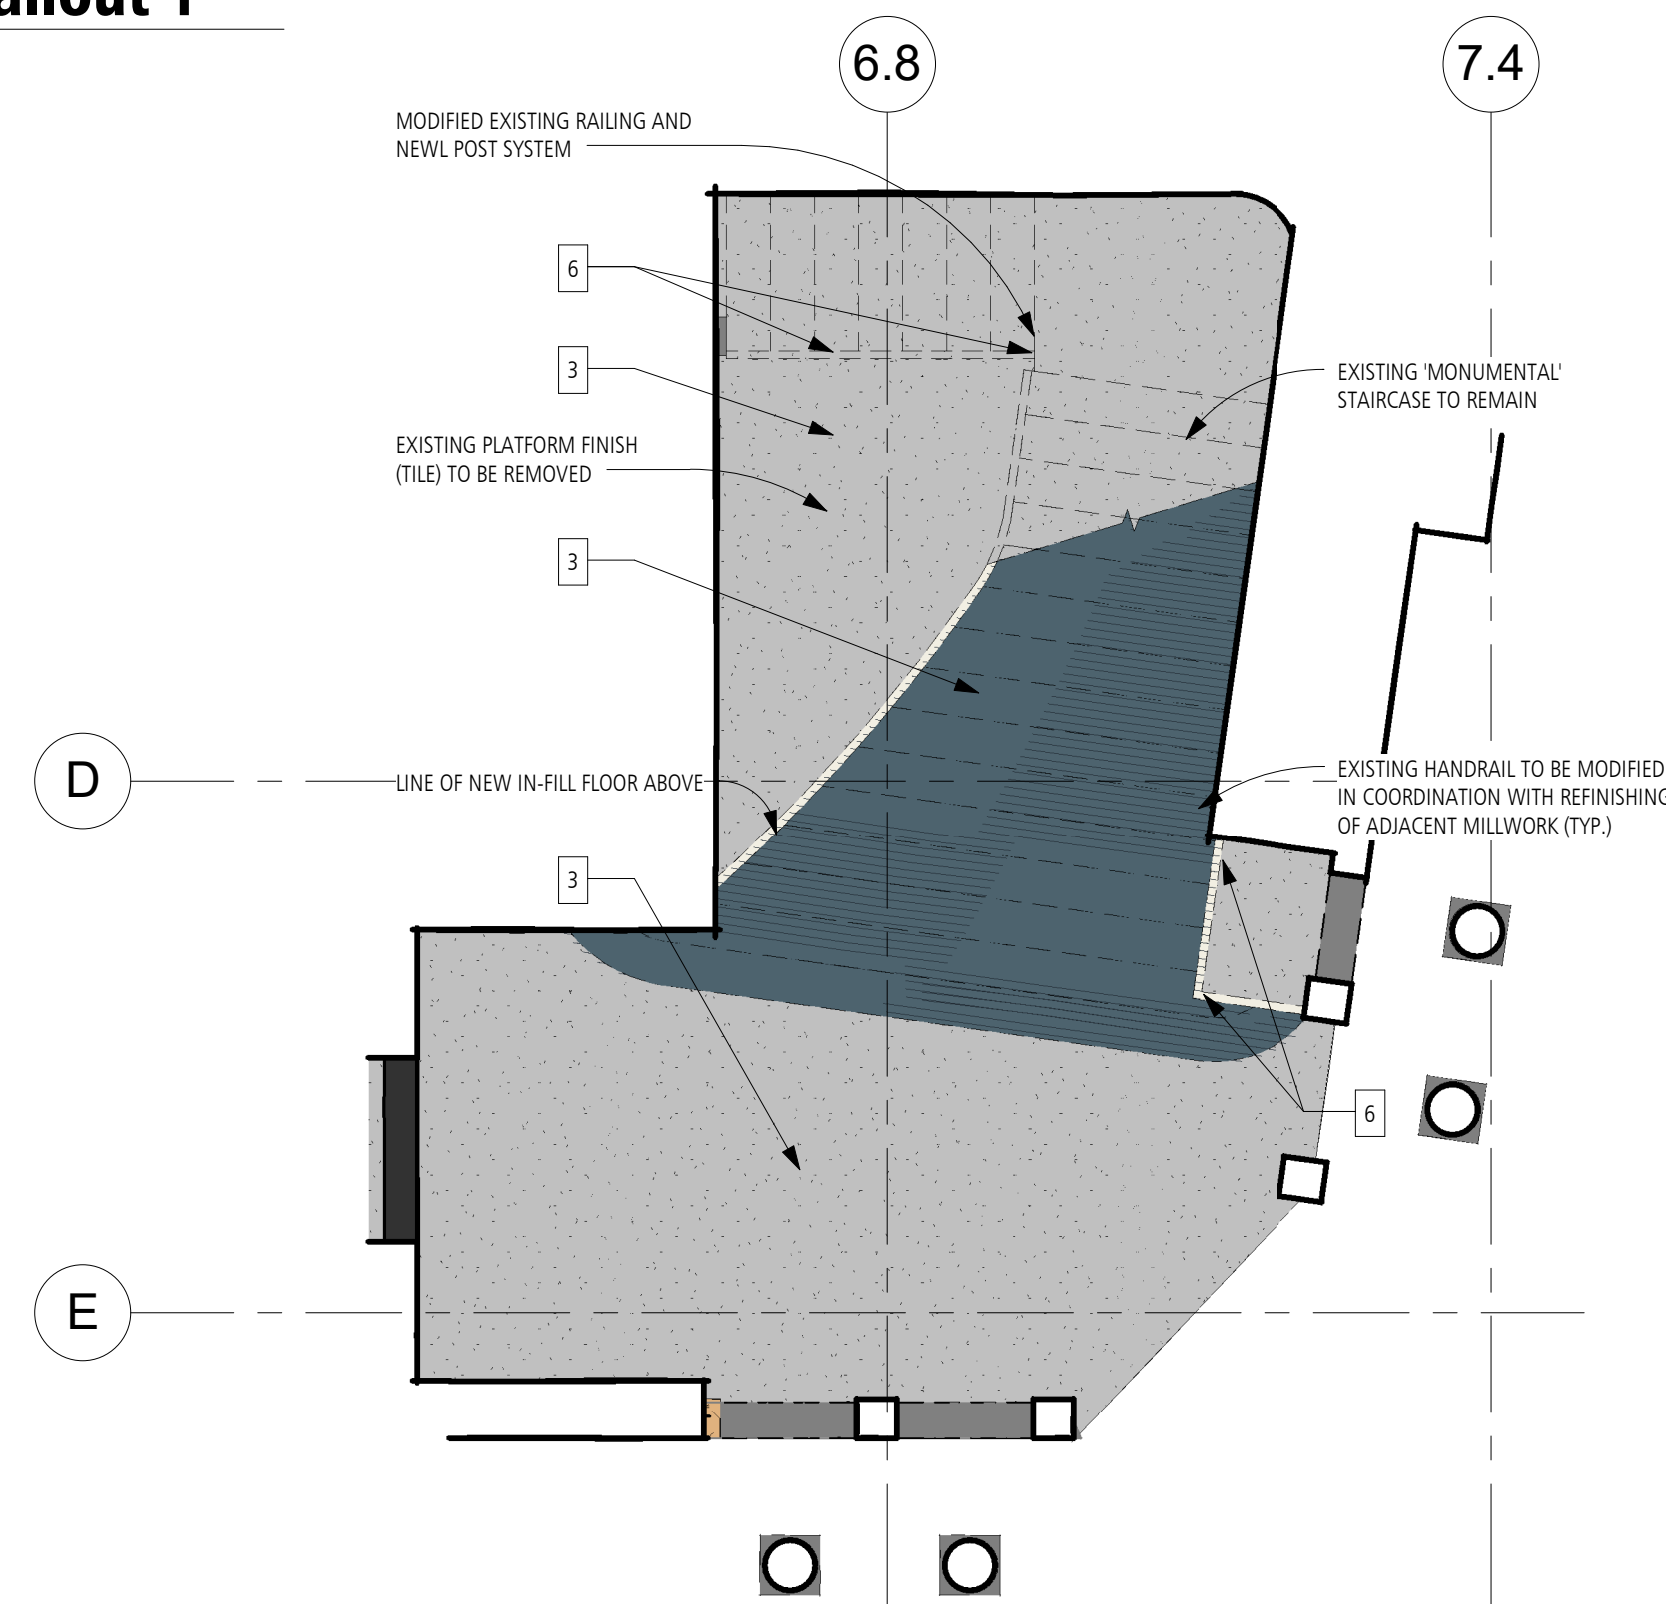 6.8
7.4
MODIFIED EXISTING RAILING AND
NEWL POST SYSTEM
6
3
EXISTING 'MONUMENTAL'
STAIRCASE TO REMAIN
EXISTING PLATFORM FINISH
(TILE) TO BE REMOVED
3
D
LINE OF NEW IN-FILL FLOOR ABOVE
EXISTING HANDRAIL TO BE MODIFIED
IN COORDINATION WITH REFINISHING
OF ADJACENT MILLWORK (TYP.)
3
6
E